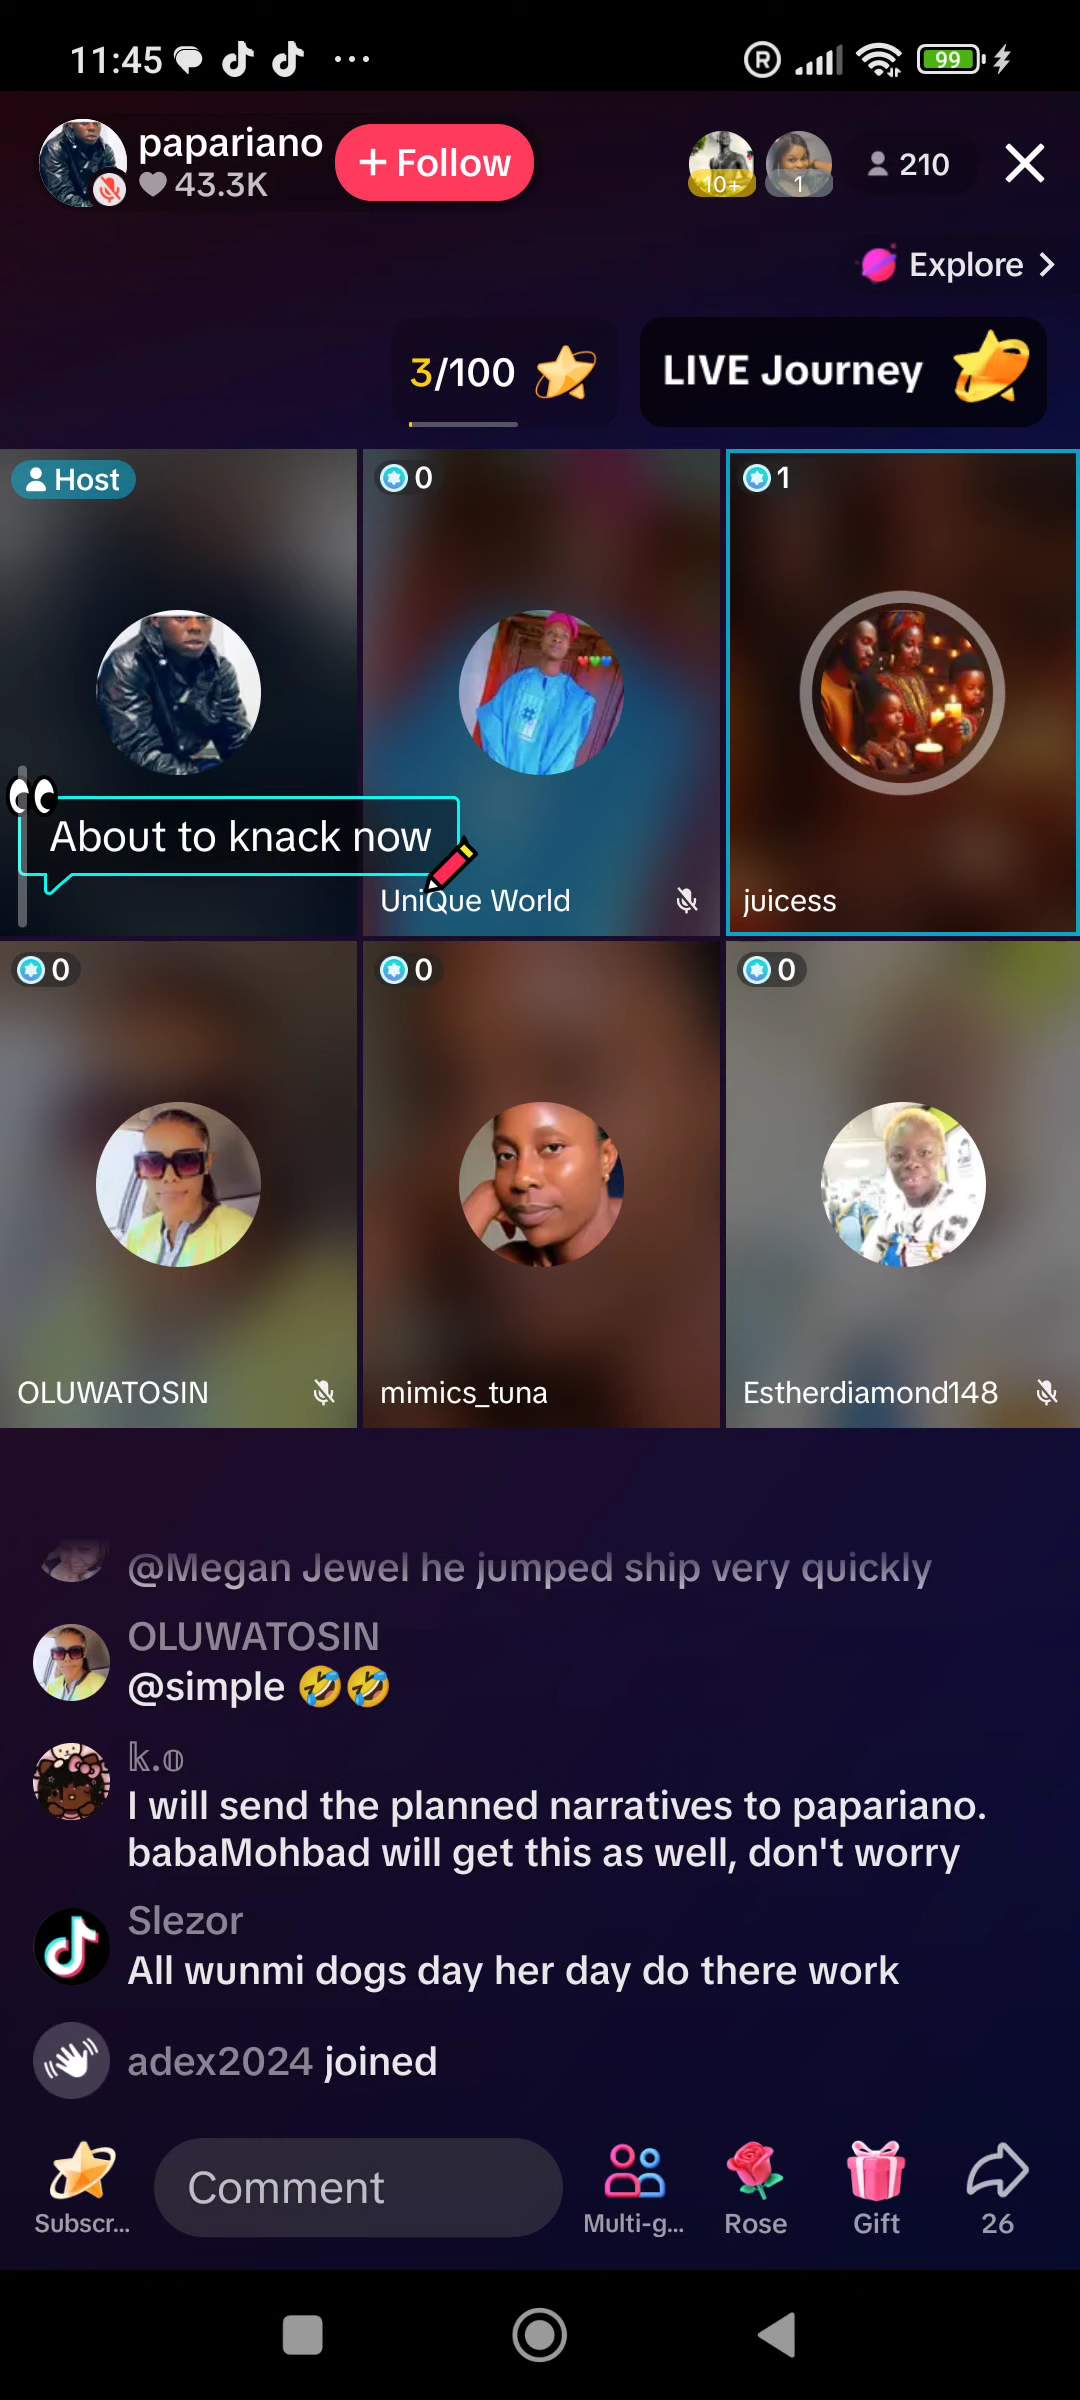 11:45
99
papariano
+ Follow
43.3K
10+
1
210
Explore
3/100
LIVE Journey
Host
0
1
About to knack now
UniQue World
juicess
0
0
0
OLUWATOSIN
mimics_tuna
Estherdiamond148
@Megan Jewel he jumped ship very quickly
OLUWATOSIN
@simple 🤣🤣
𝕜.𝕠
I will send the planned narratives to papariano.
babaMohbad will get this as well, don't worry
Slezor
All wunmi dogs day her day do there work
adex2024 joined
Subscr...
Comment
Multi-g...
Rose
Gift
26